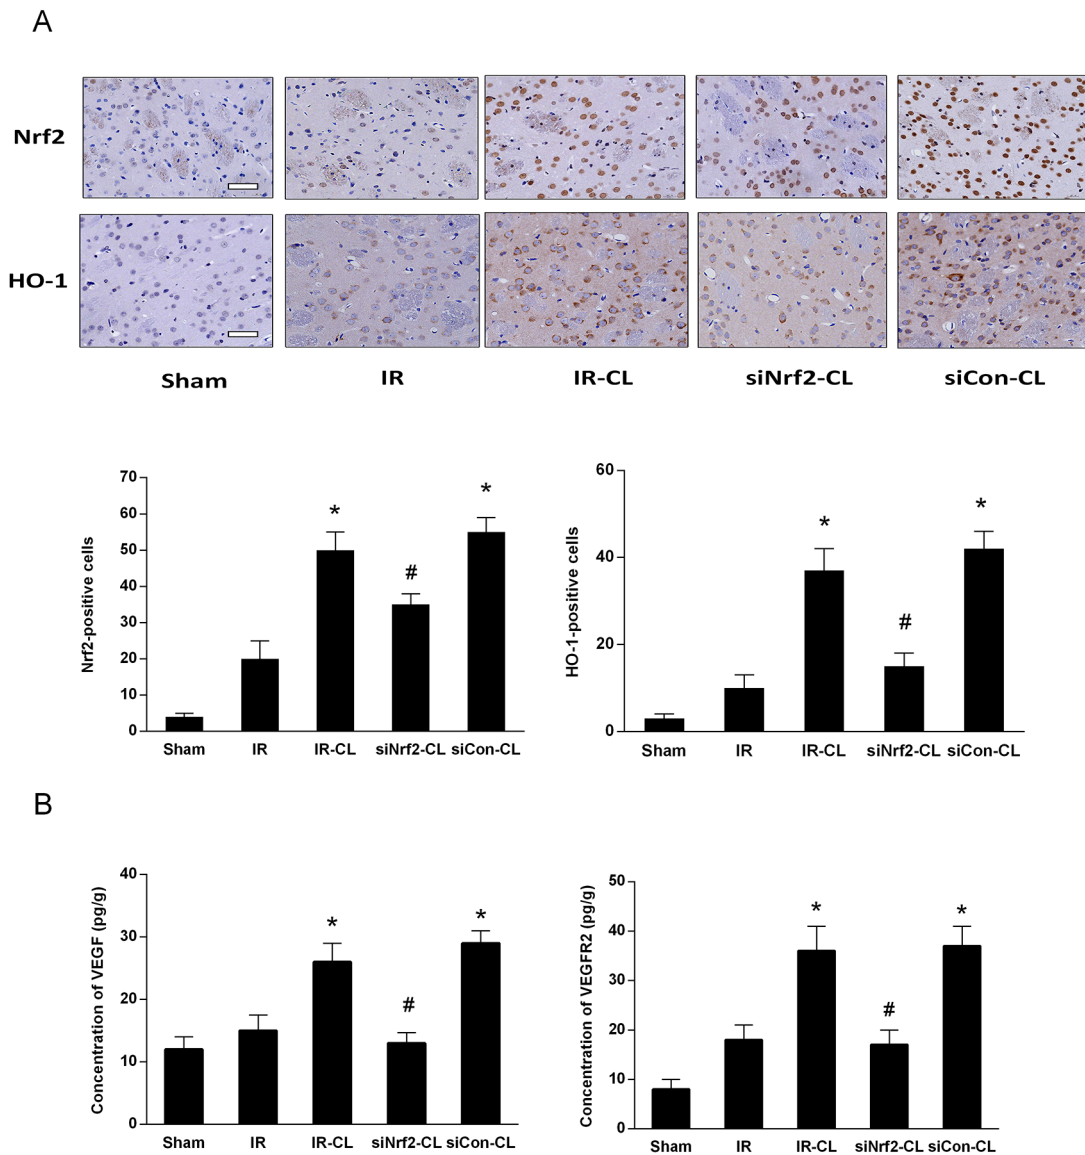 A
Nrf2
HO-1
Sham IR IR-CL siNrf2-CL siCon-CL
Nrf2-positive cells
70
60
50
40
30
20
10
0
* # *
Sham IR IR-CL siNrf2-CL siCon-CL
HO-1-positive cells
60
40
20
0
* # *
Sham IR IR-CL siNrf2-CL siCon-CL
B
Concentration of VEGF (pg/g)
40
30
20
10
0
* # *
Sham IR IR-CL siNrf2-CL siCon-CL
Concentration of VEGFR2 (pg/g)
50
40
30
20
10
0
* # *
Sham IR IR-CL siNrf2-CL siCon-CL